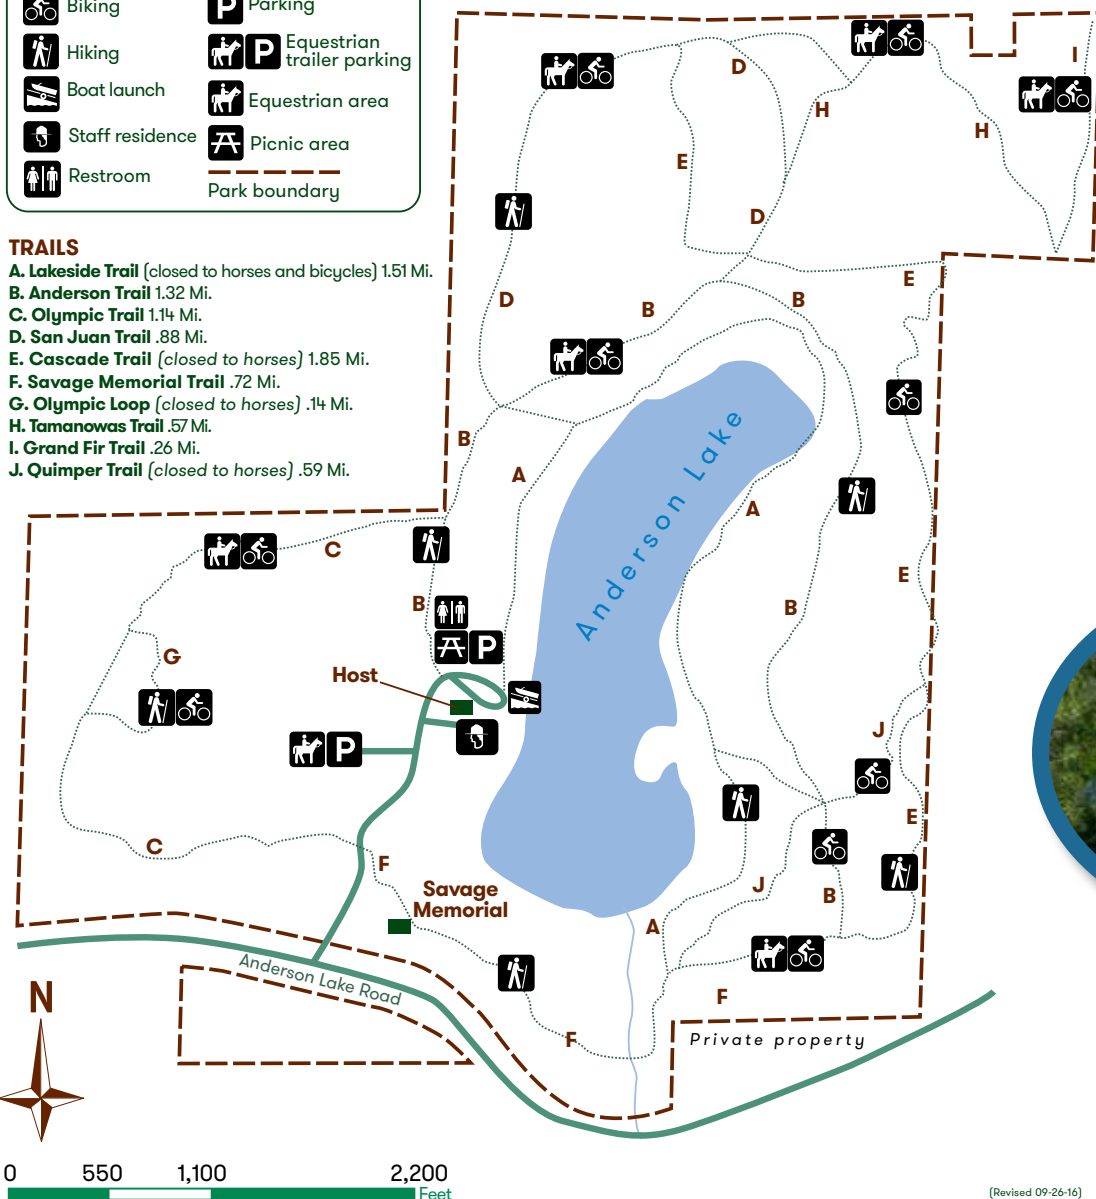 Biking
Parking
Hiking
P
Equestrian
trailer parking
Boat launch
Equestrian area
Staff residence
Picnic area
Restroom
Park boundary
TRAILS
A. Lakeside Trail (closed to horses and bicycles) 1.51 Mi.
B. Anderson Trail 1.32 Mi.
C. Olympic Trail 1.14 Mi.
D. San Juan Trail .88 Mi.
E. Cascade Trail (closed to horses) 1.85 Mi.
F. Savage Memorial Trail .72 Mi.
G. Olympic Loop (closed to horses) .14 Mi.
H. Tamanowas Trail .57 Mi.
I. Grand Fir Trail .26 Mi.
J. Quimper Trail (closed to horses) .59 Mi.
D
I
H
H
E
D
E
D
B
B
B
A
A
Anderson Lake
C
E
B
B
G
P
Host
J
P
E
C
F
J
B
Savage
Memorial
A
Anderson Lake Road
F
F
Private property
N
0 550 1,100 2,200
Feet
(Revised 09-26-16)